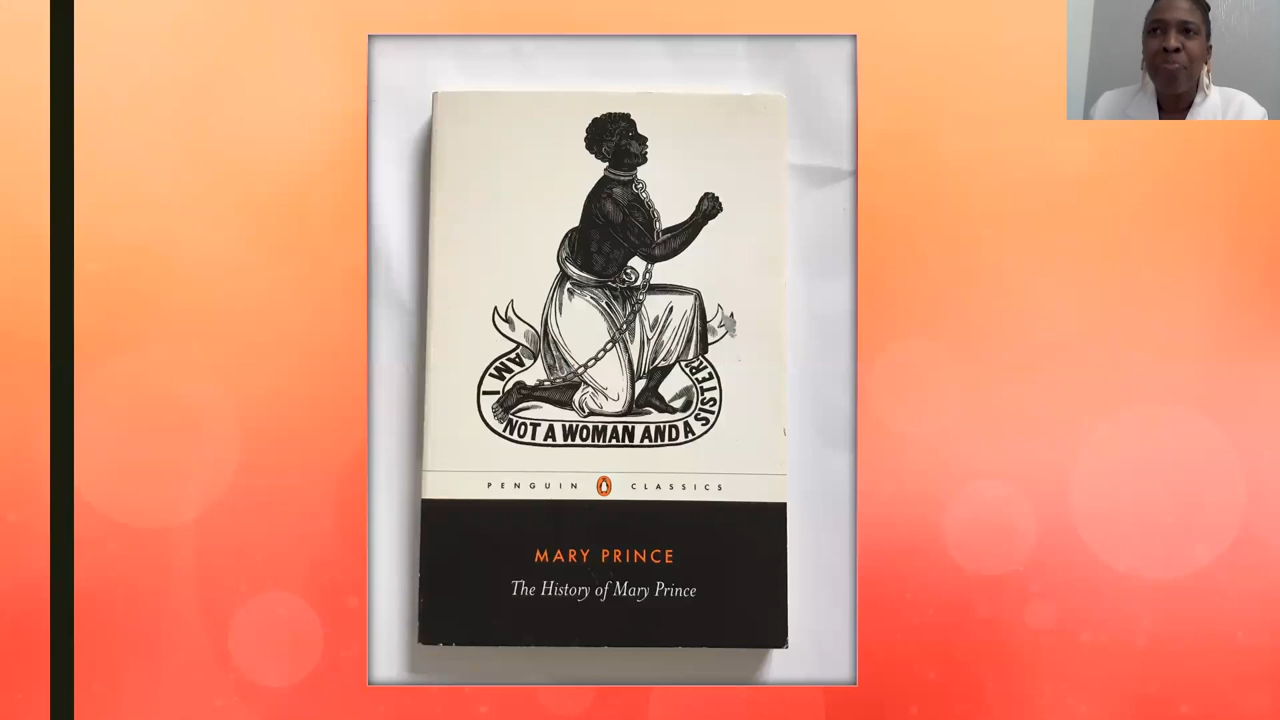 AM I NOT A WOMAN AND A SISTER?
PENGUIN CLASSICS
MARY PRINCE
The History of Mary Prince